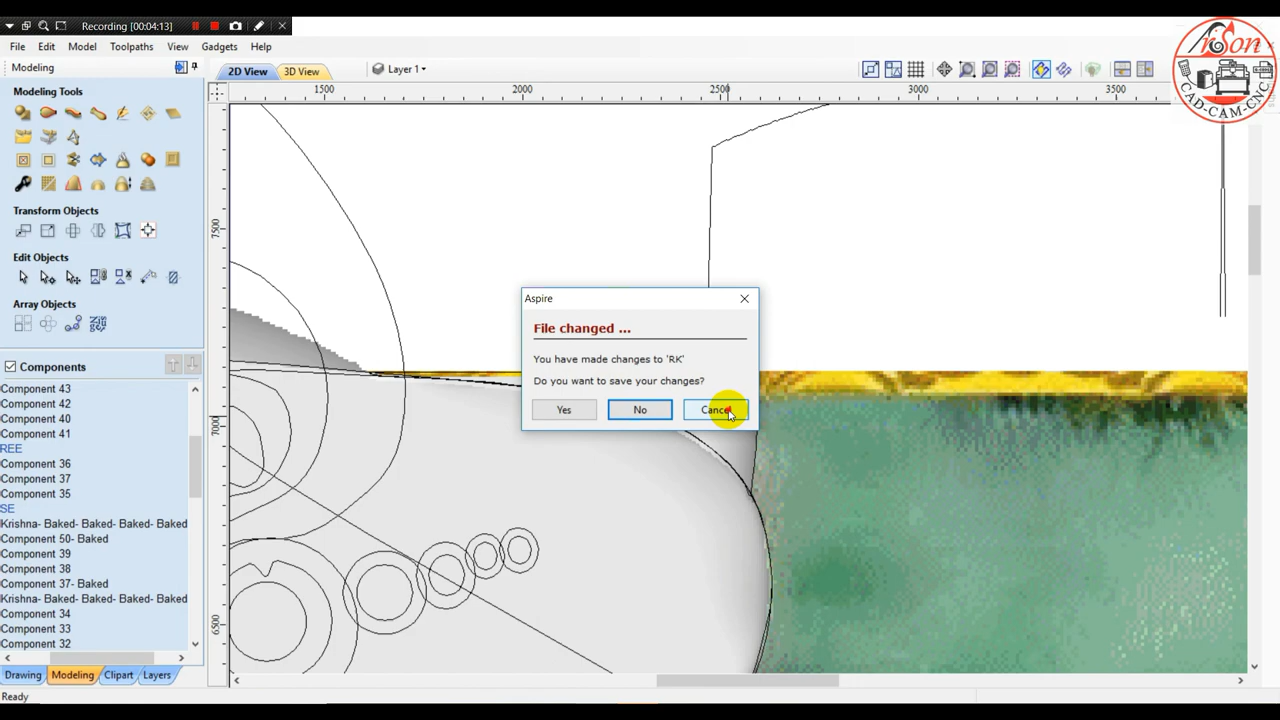 Recording [00:04:13]
File Edit Model Toolpaths View Gadgets Help
Modeling
2D View 3D View Layer 1
Modeling Tools
1500 2000 2500 3000 3500
7500
7000
6500
Transform Objects
Edit Objects
Array Objects
Components
Component 43
Component 42
Component 40
Component 41
REE
Component 36
Component 37
Component 35
SE
Krishna- Baked- Baked- Baked- Baked
Component 50- Baked
Component 39
Component 38
Component 37- Baked
Krishna- Baked- Baked- Baked- Baked
Component 34
Component 33
Component 32
Drawing Modeling Clipart Layers
Ready
Aspire
File changed ...
You have made changes to 'RK'
Do you want to save your changes?
Yes No Cancel
CAD-CAM-CNC